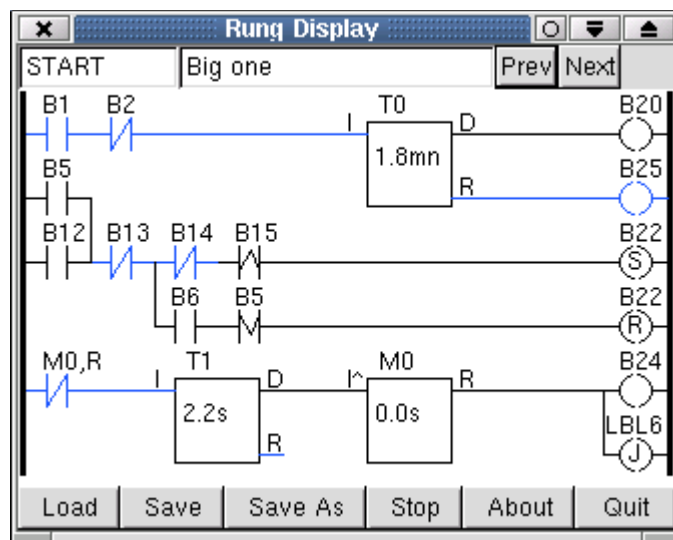 Rung Display
START Big one Prev Next
B1 B2 T0 B20
I D
1.8mn
B5 B25
R
B12 B13 B14 B15 B22
S
B6 B5 B22
R
M0,R T1 M0 B24
I D I^ R
2.2s 0.0s LBL6
R J
Load Save Save As Stop About Quit